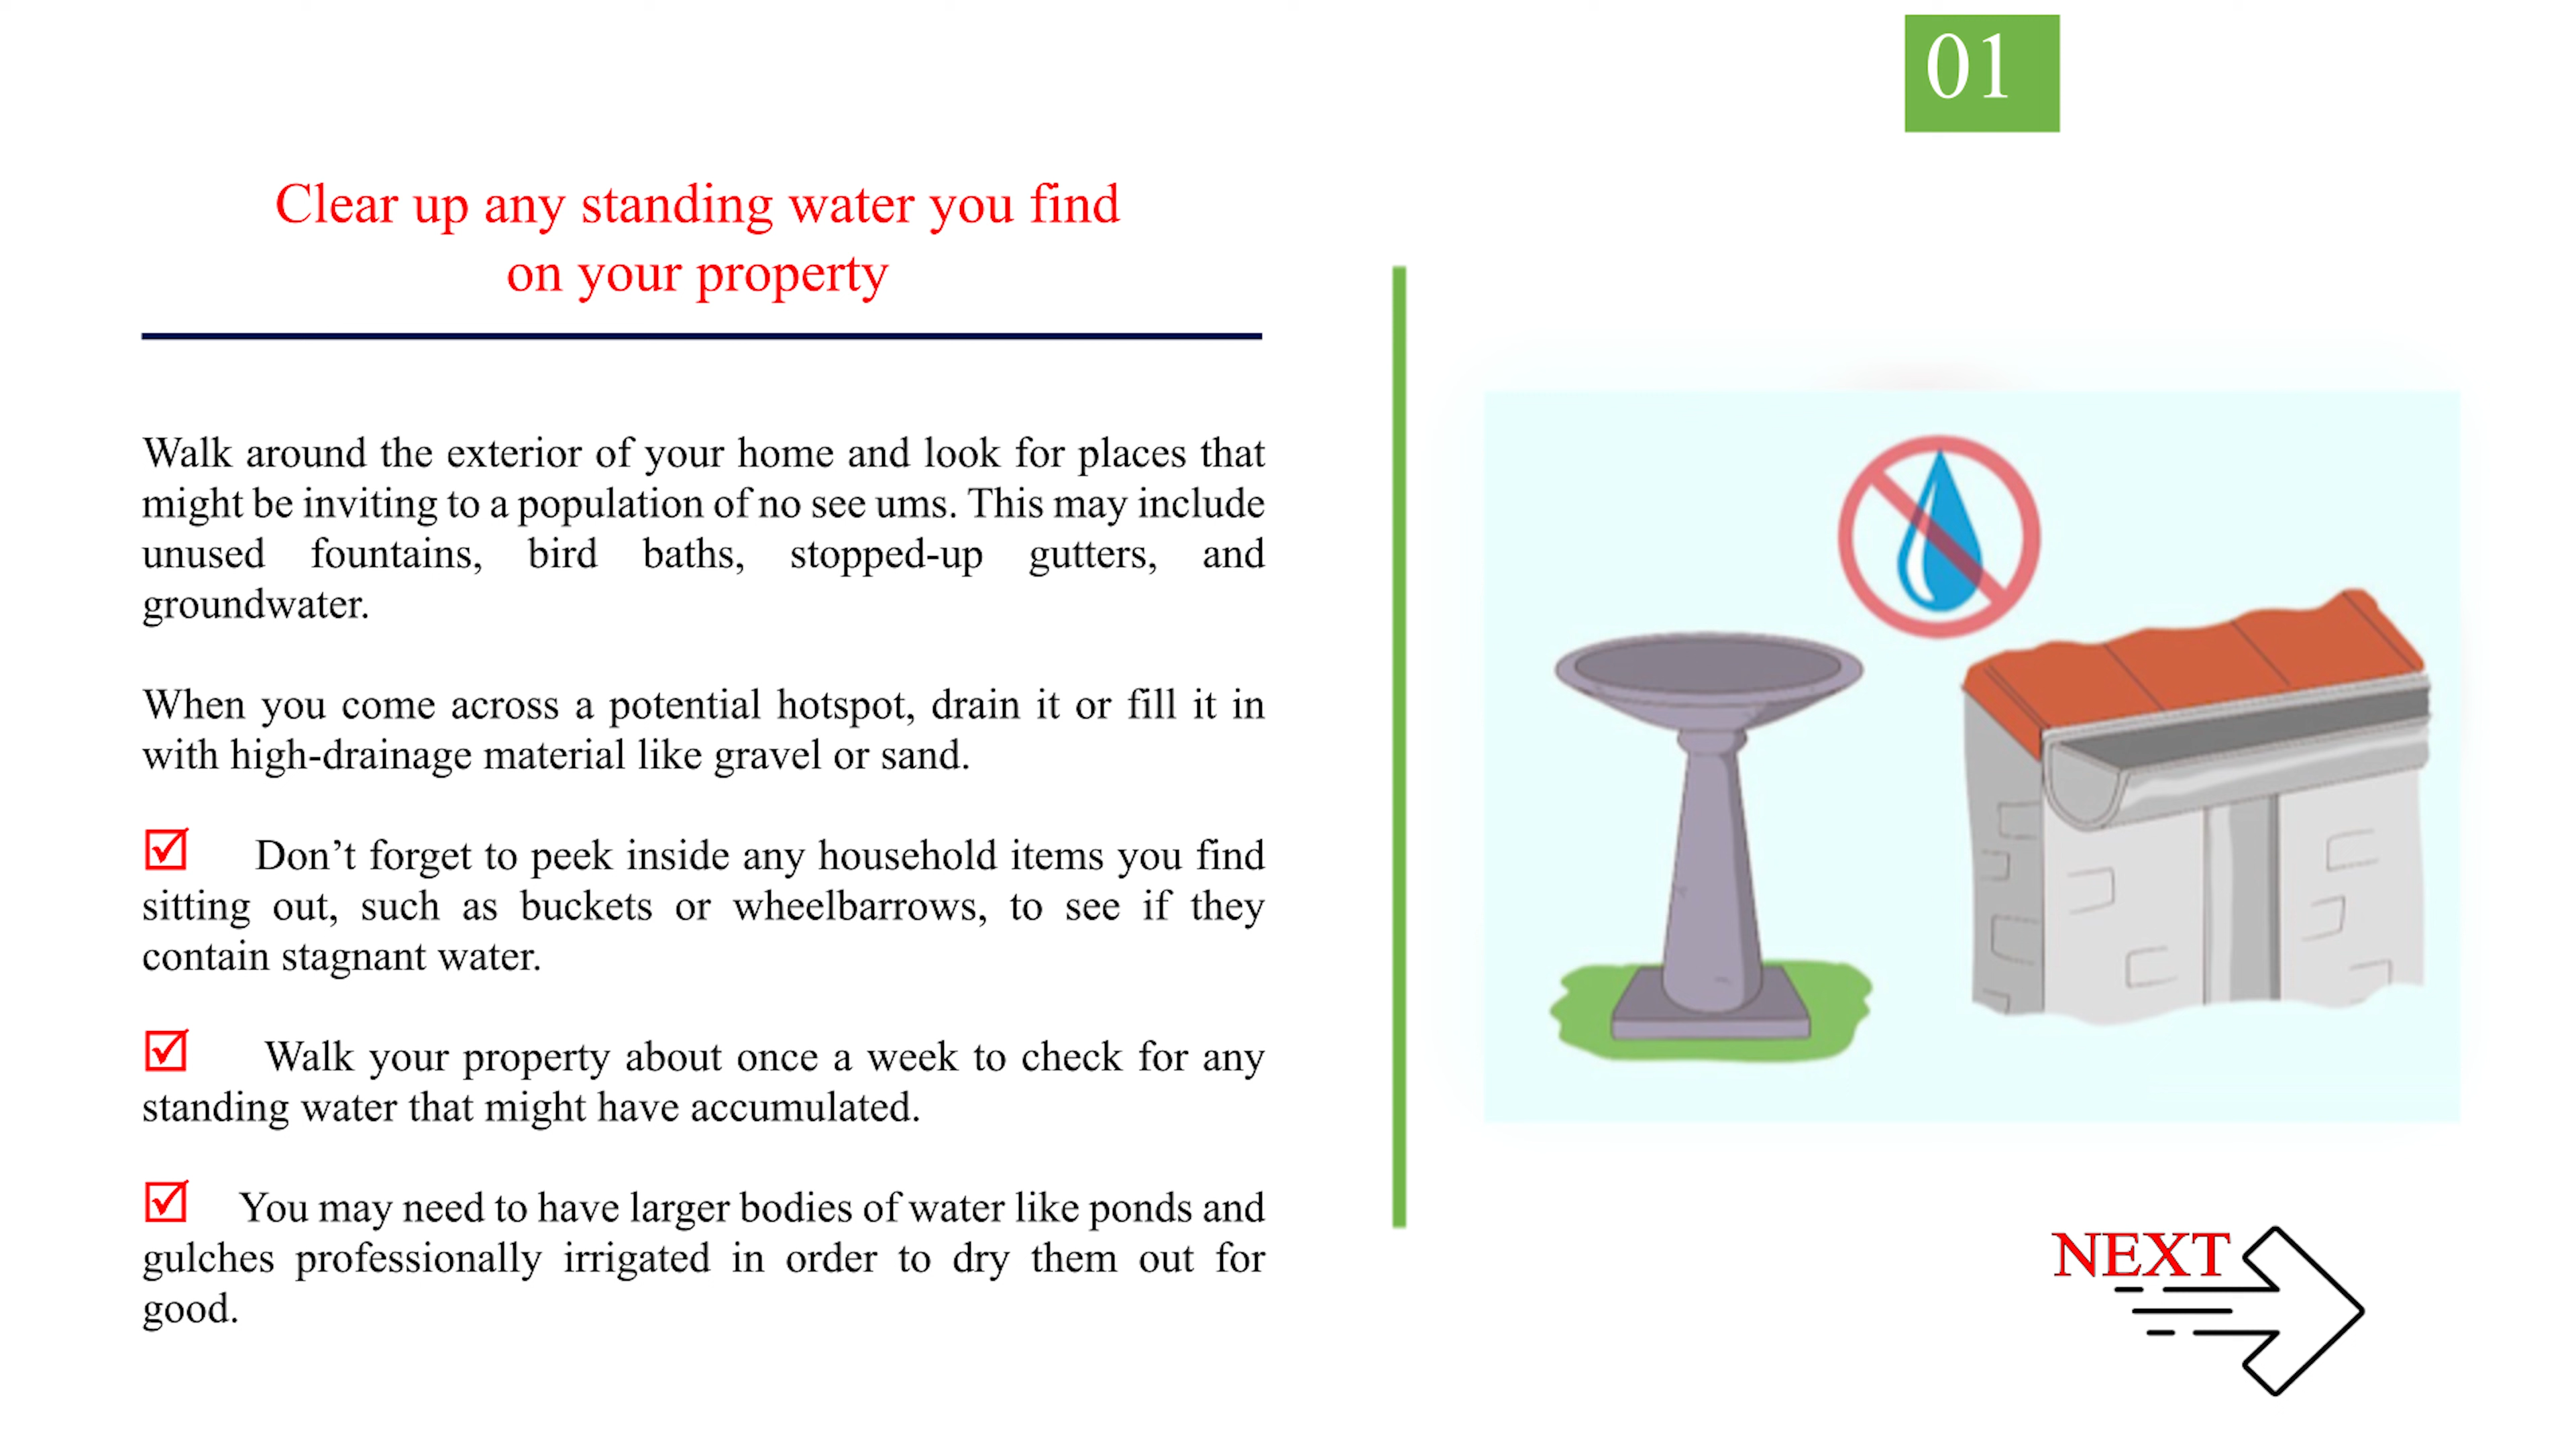 01
Clear up any standing water you find
on your property
Walk around the exterior of your home and look for places that
might be inviting to a population of no see ums. This may include
unused fountains, bird baths, stopped-up gutters, and
groundwater.
When you come across a potential hotspot, drain it or fill it in
with high-drainage material like gravel or sand.
Don’t forget to peek inside any household items you find
sitting out, such as buckets or wheelbarrows, to see if they
contain stagnant water.
Walk your property about once a week to check for any
standing water that might have accumulated.
You may need to have larger bodies of water like ponds and
gulches professionally irrigated in order to dry them out for
good.
NEXT